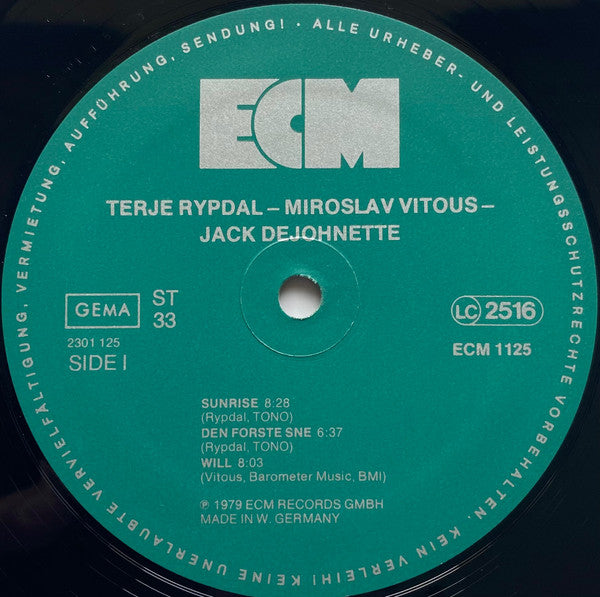 ALLE URHEBER- UND LEISTUNGSSCHUTZRECHTE VORBEHALTEN. KEIN VERLEIH! KEINE UNERLAUBTE VERVIELFÄLTIGUNG, VERMIETUNG, AUFFÜHRUNG, SENDUNG! ·
ECM
TERJE RYPDAL – MIROSLAV VITOUS –
JACK DEJOHNETTE
GEMA
ST
33
LC 2516
2301 125
SIDE I
ECM 1125
SUNRISE 8:28
(Rypdal, TONO)
DEN FORSTE SNE 6:37
(Rypdal, TONO)
WILL 8:03
(Vitous, Barometer Music, BMI)
℗ 1979 ECM RECORDS GMBH
MADE IN W. GERMANY